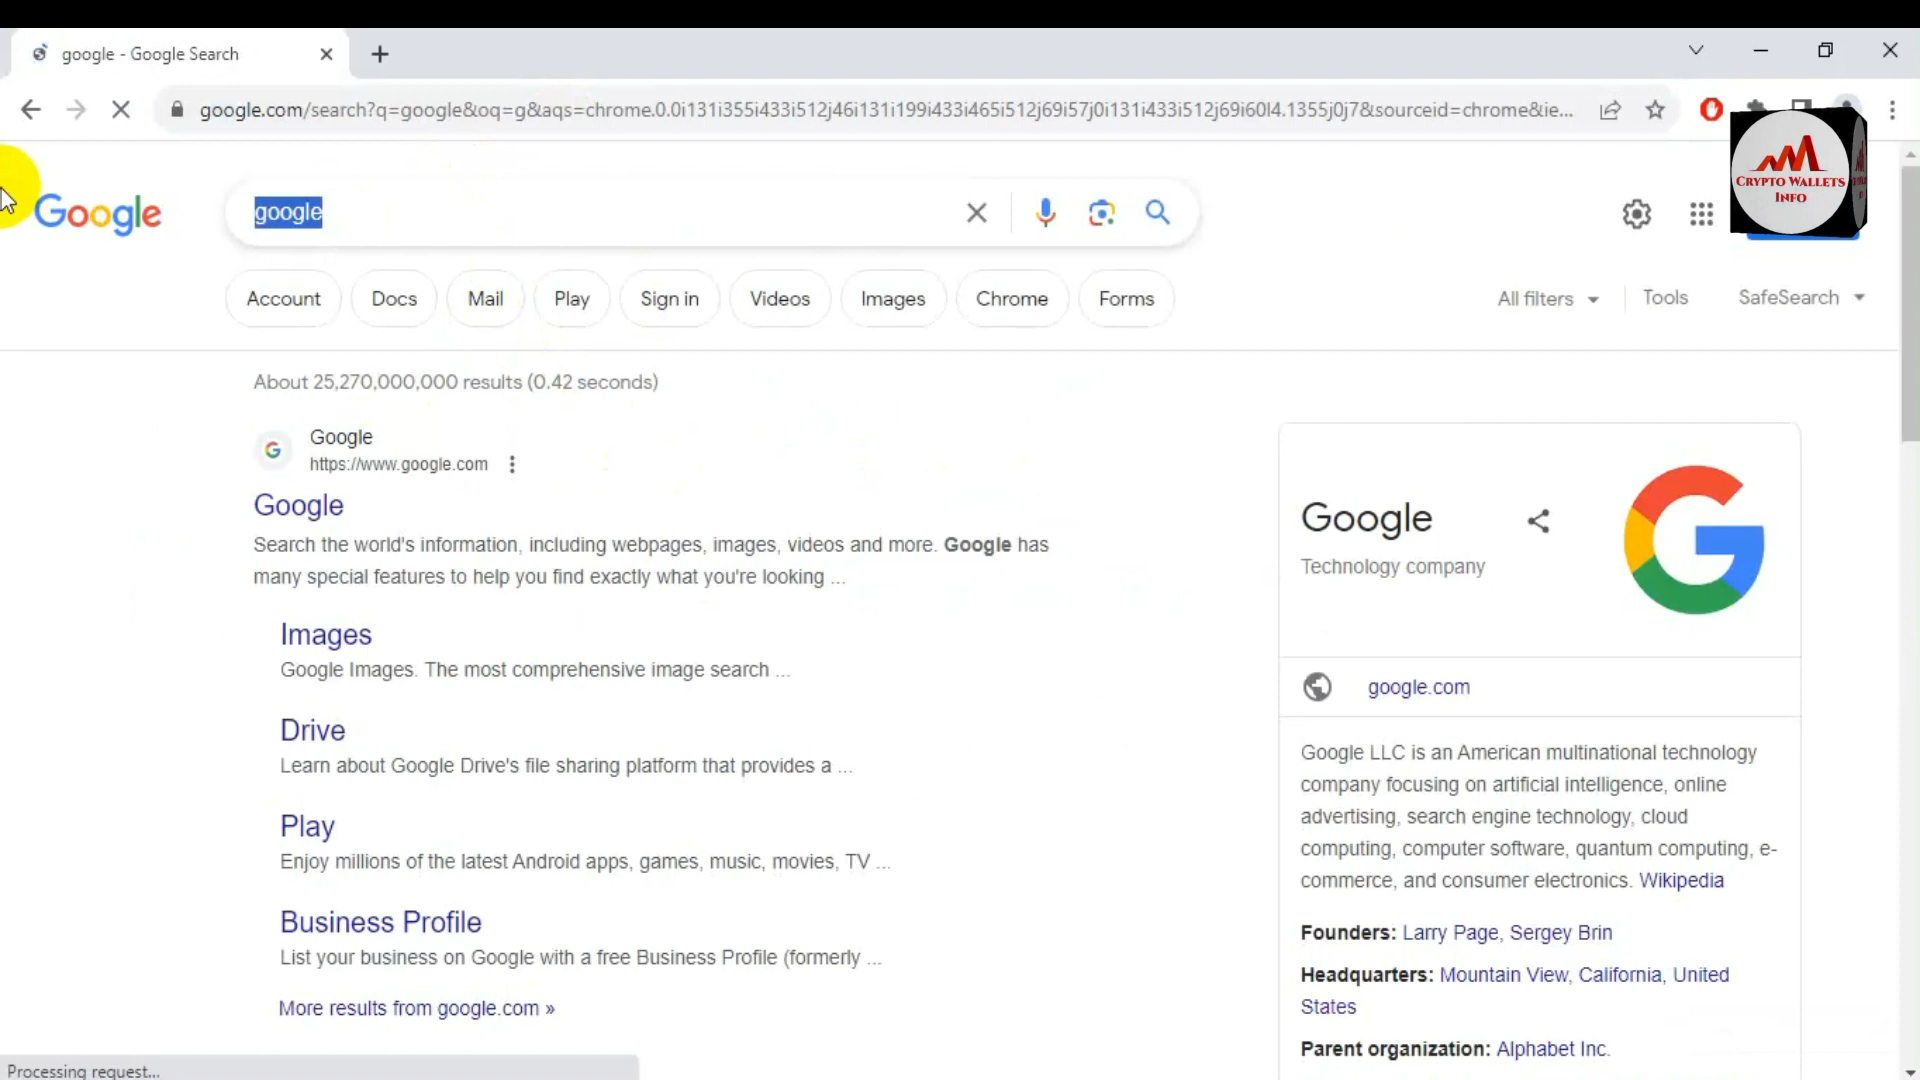 google - Google Search
google.com/search?q=google&oq=g&aqs=chrome.0.0i131i355i433i512j46i131i199i433i465i512j69i57j0i131i433i512j69i60l4.1355j0j7&sourceid=chrome&ie...
CRYPTO WALLETS
INFO
Google
google
Account
Docs
Mail
Play
Sign in
Videos
Images
Chrome
Forms
All filters
Tools
SafeSearch
About 25,270,000,000 results (0.42 seconds)
Google
https://www.google.com
Google
Search the world's information, including webpages, images, videos and more. Google has
many special features to help you find exactly what you're looking ...
Images
Google Images. The most comprehensive image search ...
Drive
Learn about Google Drive's file sharing platform that provides a ...
Play
Enjoy millions of the latest Android apps, games, music, movies, TV ...
Business Profile
List your business on Google with a free Business Profile (formerly ...
More results from google.com »
Google
Technology company
google.com
Google LLC is an American multinational technology
company focusing on artificial intelligence, online
advertising, search engine technology, cloud
computing, computer software, quantum computing, e-
commerce, and consumer electronics. Wikipedia
Founders: Larry Page, Sergey Brin
Headquarters: Mountain View, California, United
States
Parent organization: Alphabet Inc.
Processing request...